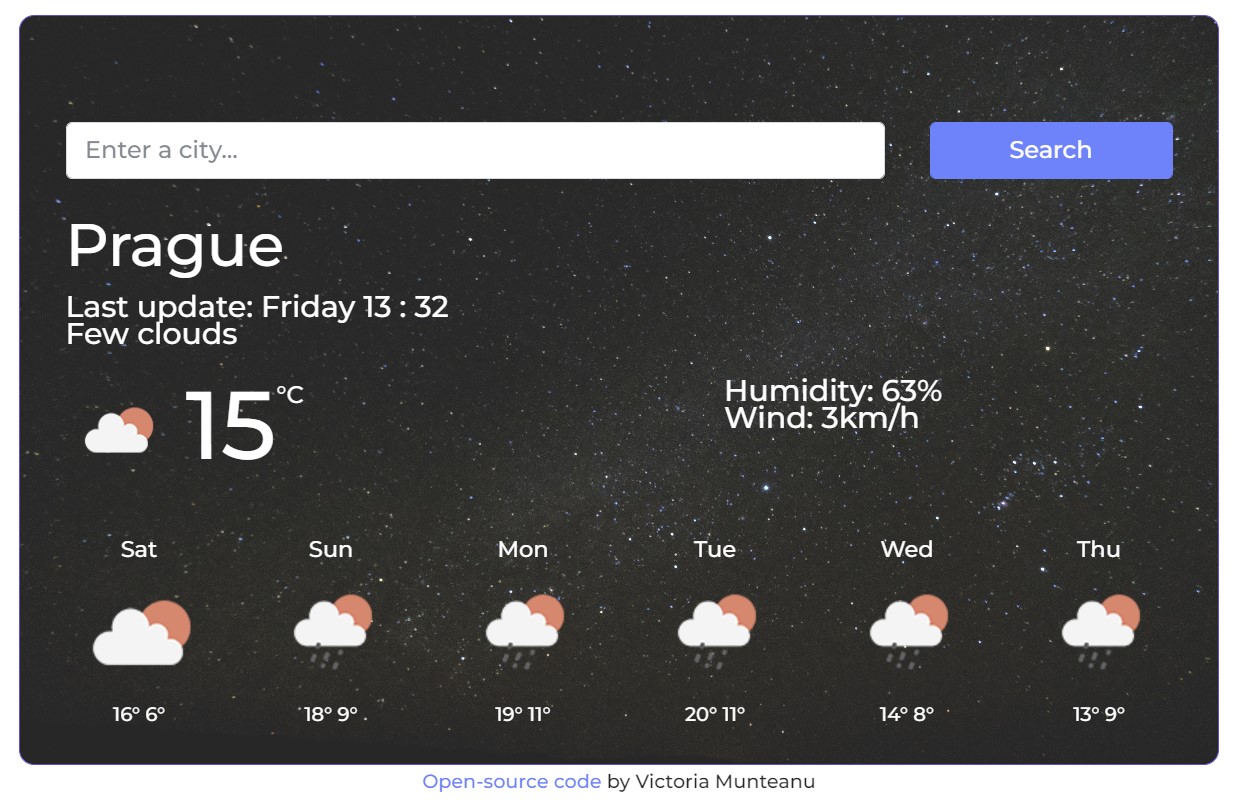 Enter a city...
Search
Prague
Last update: Friday 13 : 32
Few clouds
15 °C
Humidity: 63%
Wind: 3km/h
Sat Sun Mon Tue Wed Thu
16° 6° 18° 9° 19° 11° 20° 11° 14° 8° 13° 9°
Open-source code by Victoria Munteanu